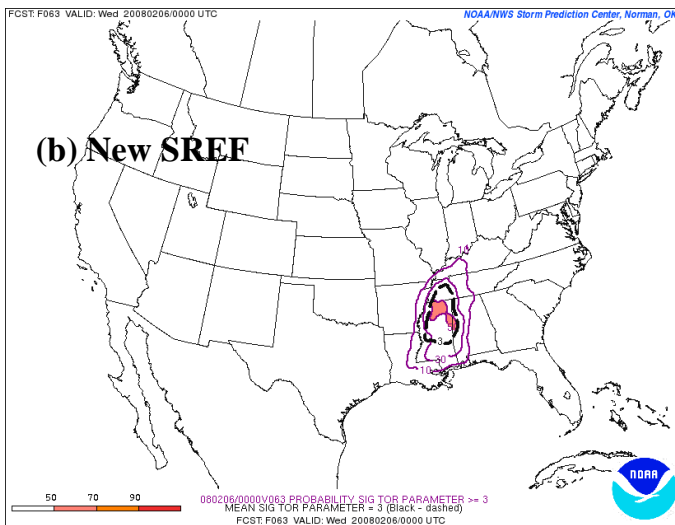 FCST: F063 VALID: Wed 20080206/0000 UTC
NOAA/NWS Storm Prediction Center, Norman, OK
(b) New SREF
10
3
30
10
NOAA
080206/0000V063 PROBABILITY SIG TOR PARAMETER >= 3
50 70 90
MEAN SIG TOR PARAMETER = 3 (Black - dashed)
FCST: F063 VALID: Wed 20080206/0000 UTC